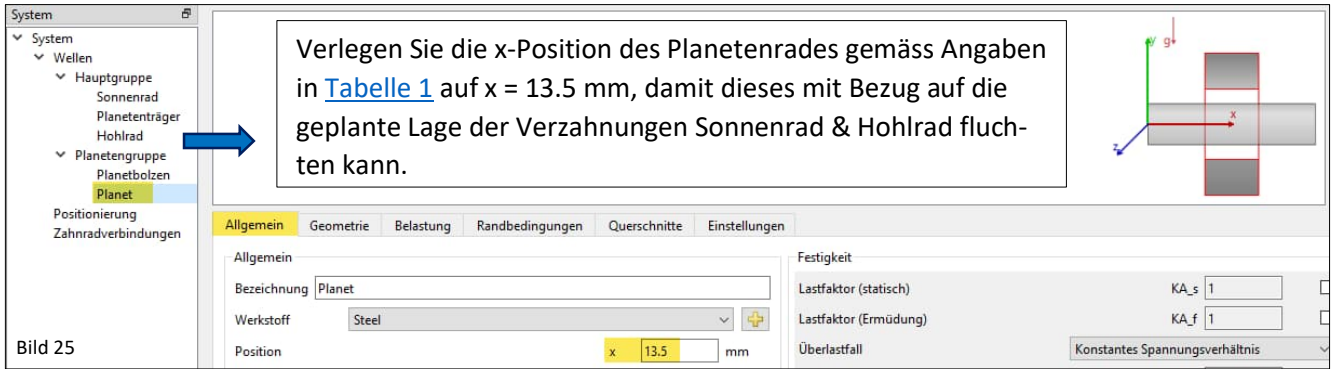 System
System
Wellen
Hauptgruppe
Sonnenrad
Planetenträger
Hohlrad
Planetengruppe
Planetbolzen
Planet
Positionierung
Zahnradverbindungen
Bild 25
Verlegen Sie die x-Position des Planetenrades gemäss Angaben
in Tabelle 1 auf x = 13.5 mm, damit dieses mit Bezug auf die
geplante Lage der Verzahnungen Sonnenrad & Hohlrad fluch-
ten kann.
y g
x
z
Allgemein Geometrie Belastung Randbedingungen Querschnitte Einstellungen
Allgemein
Bezeichnung Planet
Werkstoff Steel
Position x 13.5 mm
Festigkeit
Lastfaktor (statisch) KA_s 1
Lastfaktor (Ermüdung) KA_f 1
Überlastfall Konstantes Spannungsverhältnis